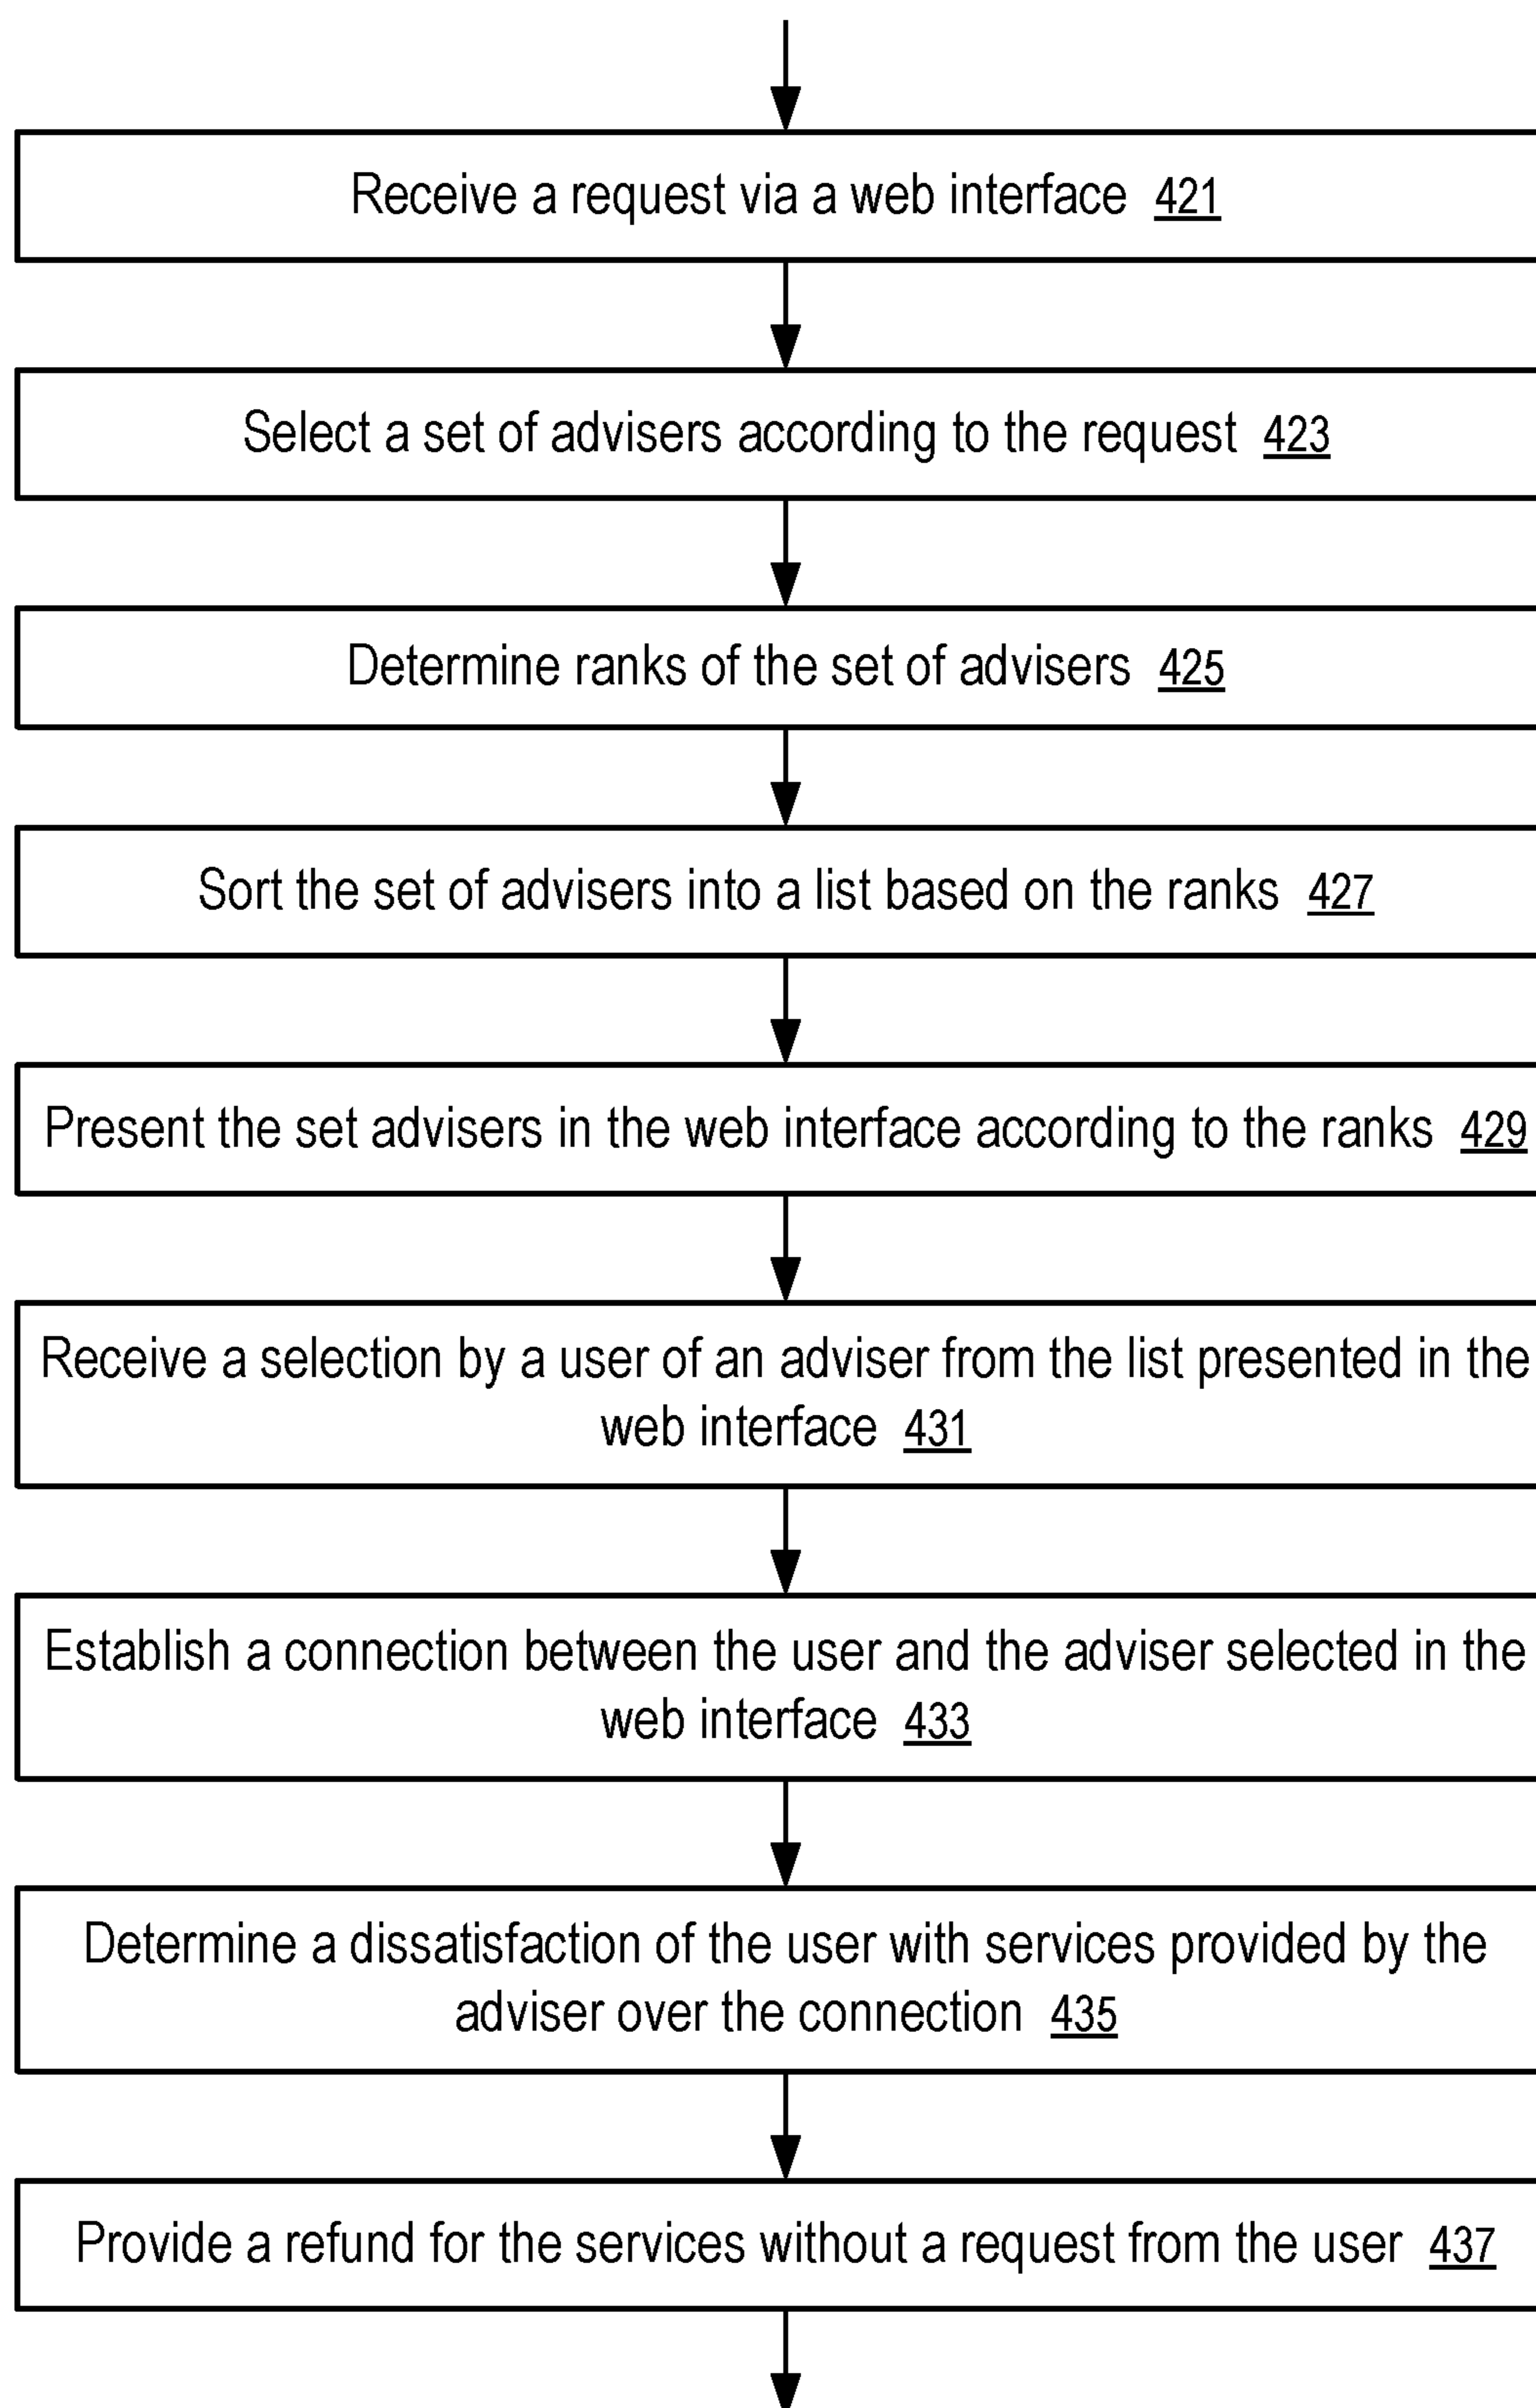 Receive a request via a web interface 421
Select a set of advisers according to the request 423
Determine ranks of the set of advisers 425
Sort the set of advisers into a list based on the ranks 427
Present the set advisers in the web interface according to the ranks 429
Receive a selection by a user of an adviser from the list presented in the
web interface 431
Establish a connection between the user and the adviser selected in the
web interface 433
Determine a dissatisfaction of the user with services provided by the
adviser over the connection 435
Provide a refund for the services without a request from the user 437